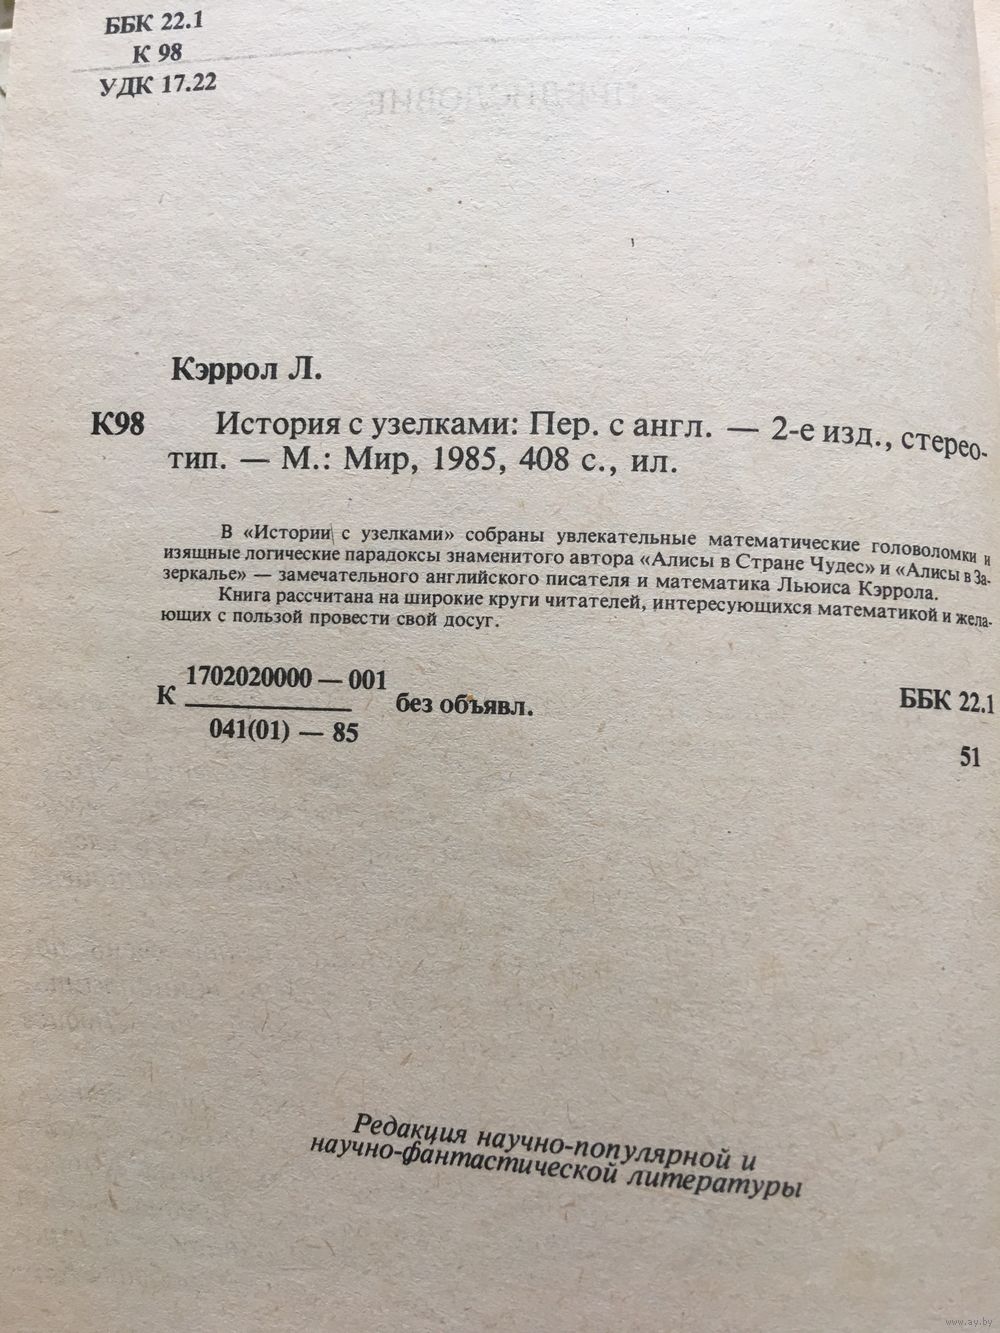 ББК 22.1
К 98
УДК 17.22
Кэррол Л.
К98 История с узелками: Пер. с англ. — 2-е изд., стерео-
тип. — М.: Мир, 1985, 408 с., ил.
В «Истории с узелками» собраны увлекательные математические головоломки и
изящные логические парадоксы знаменитого автора «Алисы в Стране Чудес» и «Алисы в За-
зеркалье» — замечательного английского писателя и математика Льюиса Кэррола.
Книга рассчитана на широкие круги читателей, интересующихся математикой и жела-
ющих с пользой провести свой досуг.
1702020000 — 001
К без объявл.
041(01) — 85
ББК 22.1
51
Редакция научно-популярной и
научно-фантастической литературы
www.ay.by